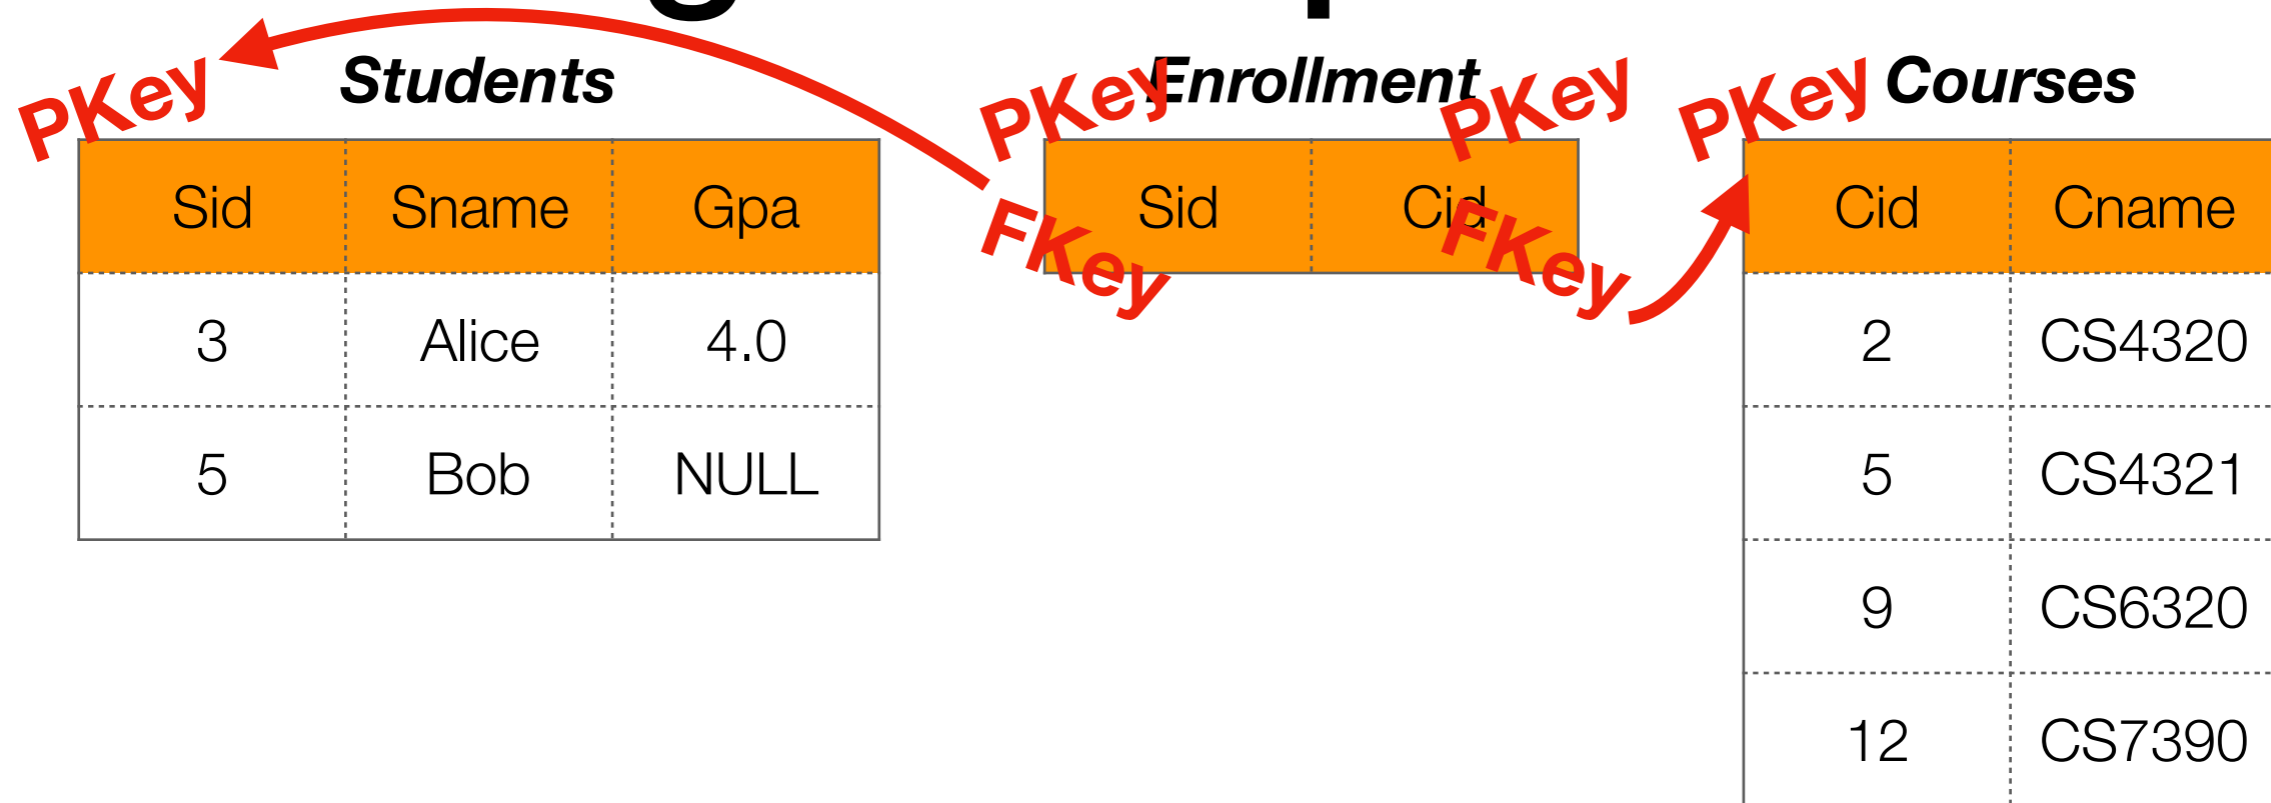 Students Enrollment Courses
PKey PKey PKey PKey
Sid Sname Gpa Sid Cid Cid Cname
FKey FKey
3 Alice 4.0 2 CS4320
5 Bob NULL 5 CS4321
9 CS6320
12 CS7390